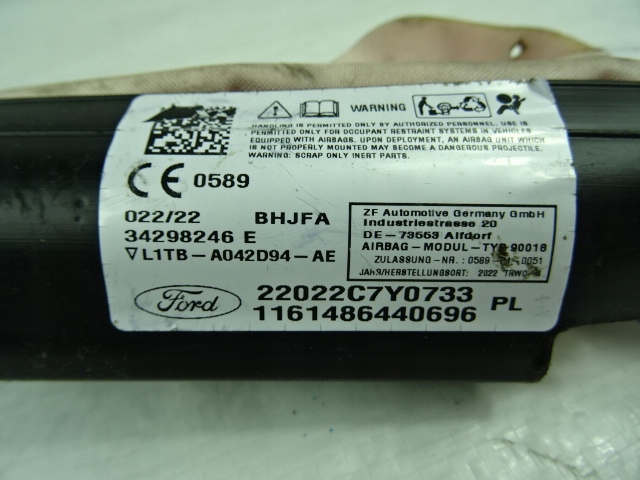 WARNING
HANDLING IS PERMITTED ONLY BY AUTHORIZED PERSONNEL. USE IS
PERMITTED ONLY FOR OCCUPANT RESTRAINT SYSTEMS IN VEHICLES
EQUIPPED WITH AIRBAGS. UPON DEPLOYMENT, AN AIRBAG UNIT WHICH
IS NOT PROPERLY MOUNTED MAY CAUSE DANGEROUS INJURIES.
WARNING: SCRAP ONLY INERT PARTS.
CE 0589
022/22 BHJFA
34298246 E
▽L1TB-A042D94-AE
ZF Automotive Germany GmbH
Industriestrasse 20
DE-73553 Alfdorf
AIRBAG-MODUL-TYP 90018
ZULASSUNG-NR.: 0589 0051
JAHR/HERSTELLUNGSORT: 2022
Ford
22022C7Y0733 PL
1161486440696